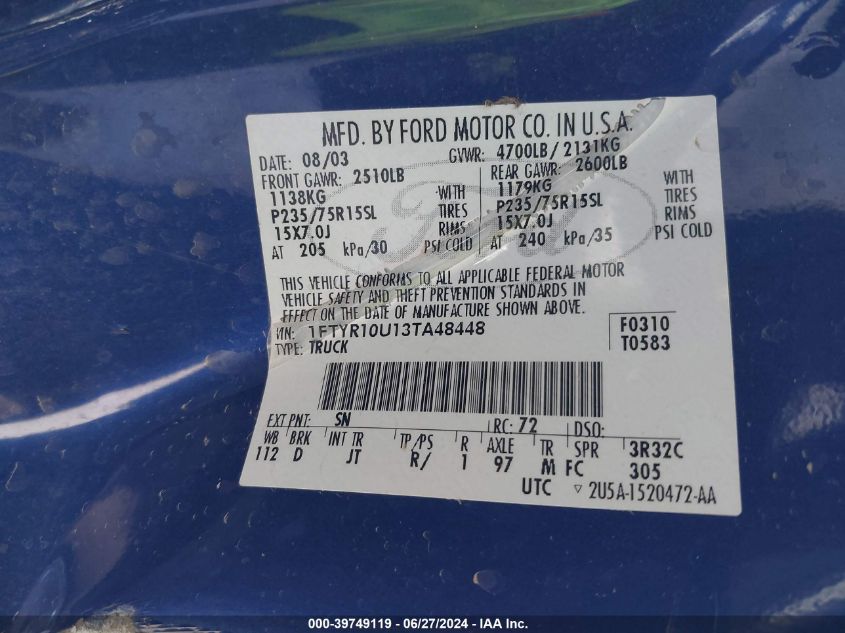 MFD. BY FORD MOTOR CO. IN U.S.A.
DATE: 08/03 GVWR: 4700LB/ 2131KG
FRONT GAWR: 2510LB REAR GAWR: 2600LB
1138KG WITH 1179KG WITH
P235/75R15SL TIRES P235/75R15SL TIRES
15X7.0J RIMS 15X7.0J RIMS
AT 205 kPa/30 PSI COLD AT 240 kPa/35 PSI COLD
THIS VEHICLE CONFORMS TO ALL APPLICABLE FEDERAL MOTOR
VEHICLE SAFETY AND THEFT PREVENTION STANDARDS IN
EFFECT ON THE DATE OF MANUFACTURE SHOWN ABOVE.
VIN: 1FTYR10U13TA48448 F0310
TYPE: TRUCK T0583
EXT PNT: SN RC: 72 DSO:
WB BRK INT TR TP/PS R AXLE TR SPR 3R32C
112 D JT R/ 1 97 M FC 305
UTC ▽ 2U5A-1520472-AA
Ford
000-39749119 - 06/27/2024 - IAA Inc.